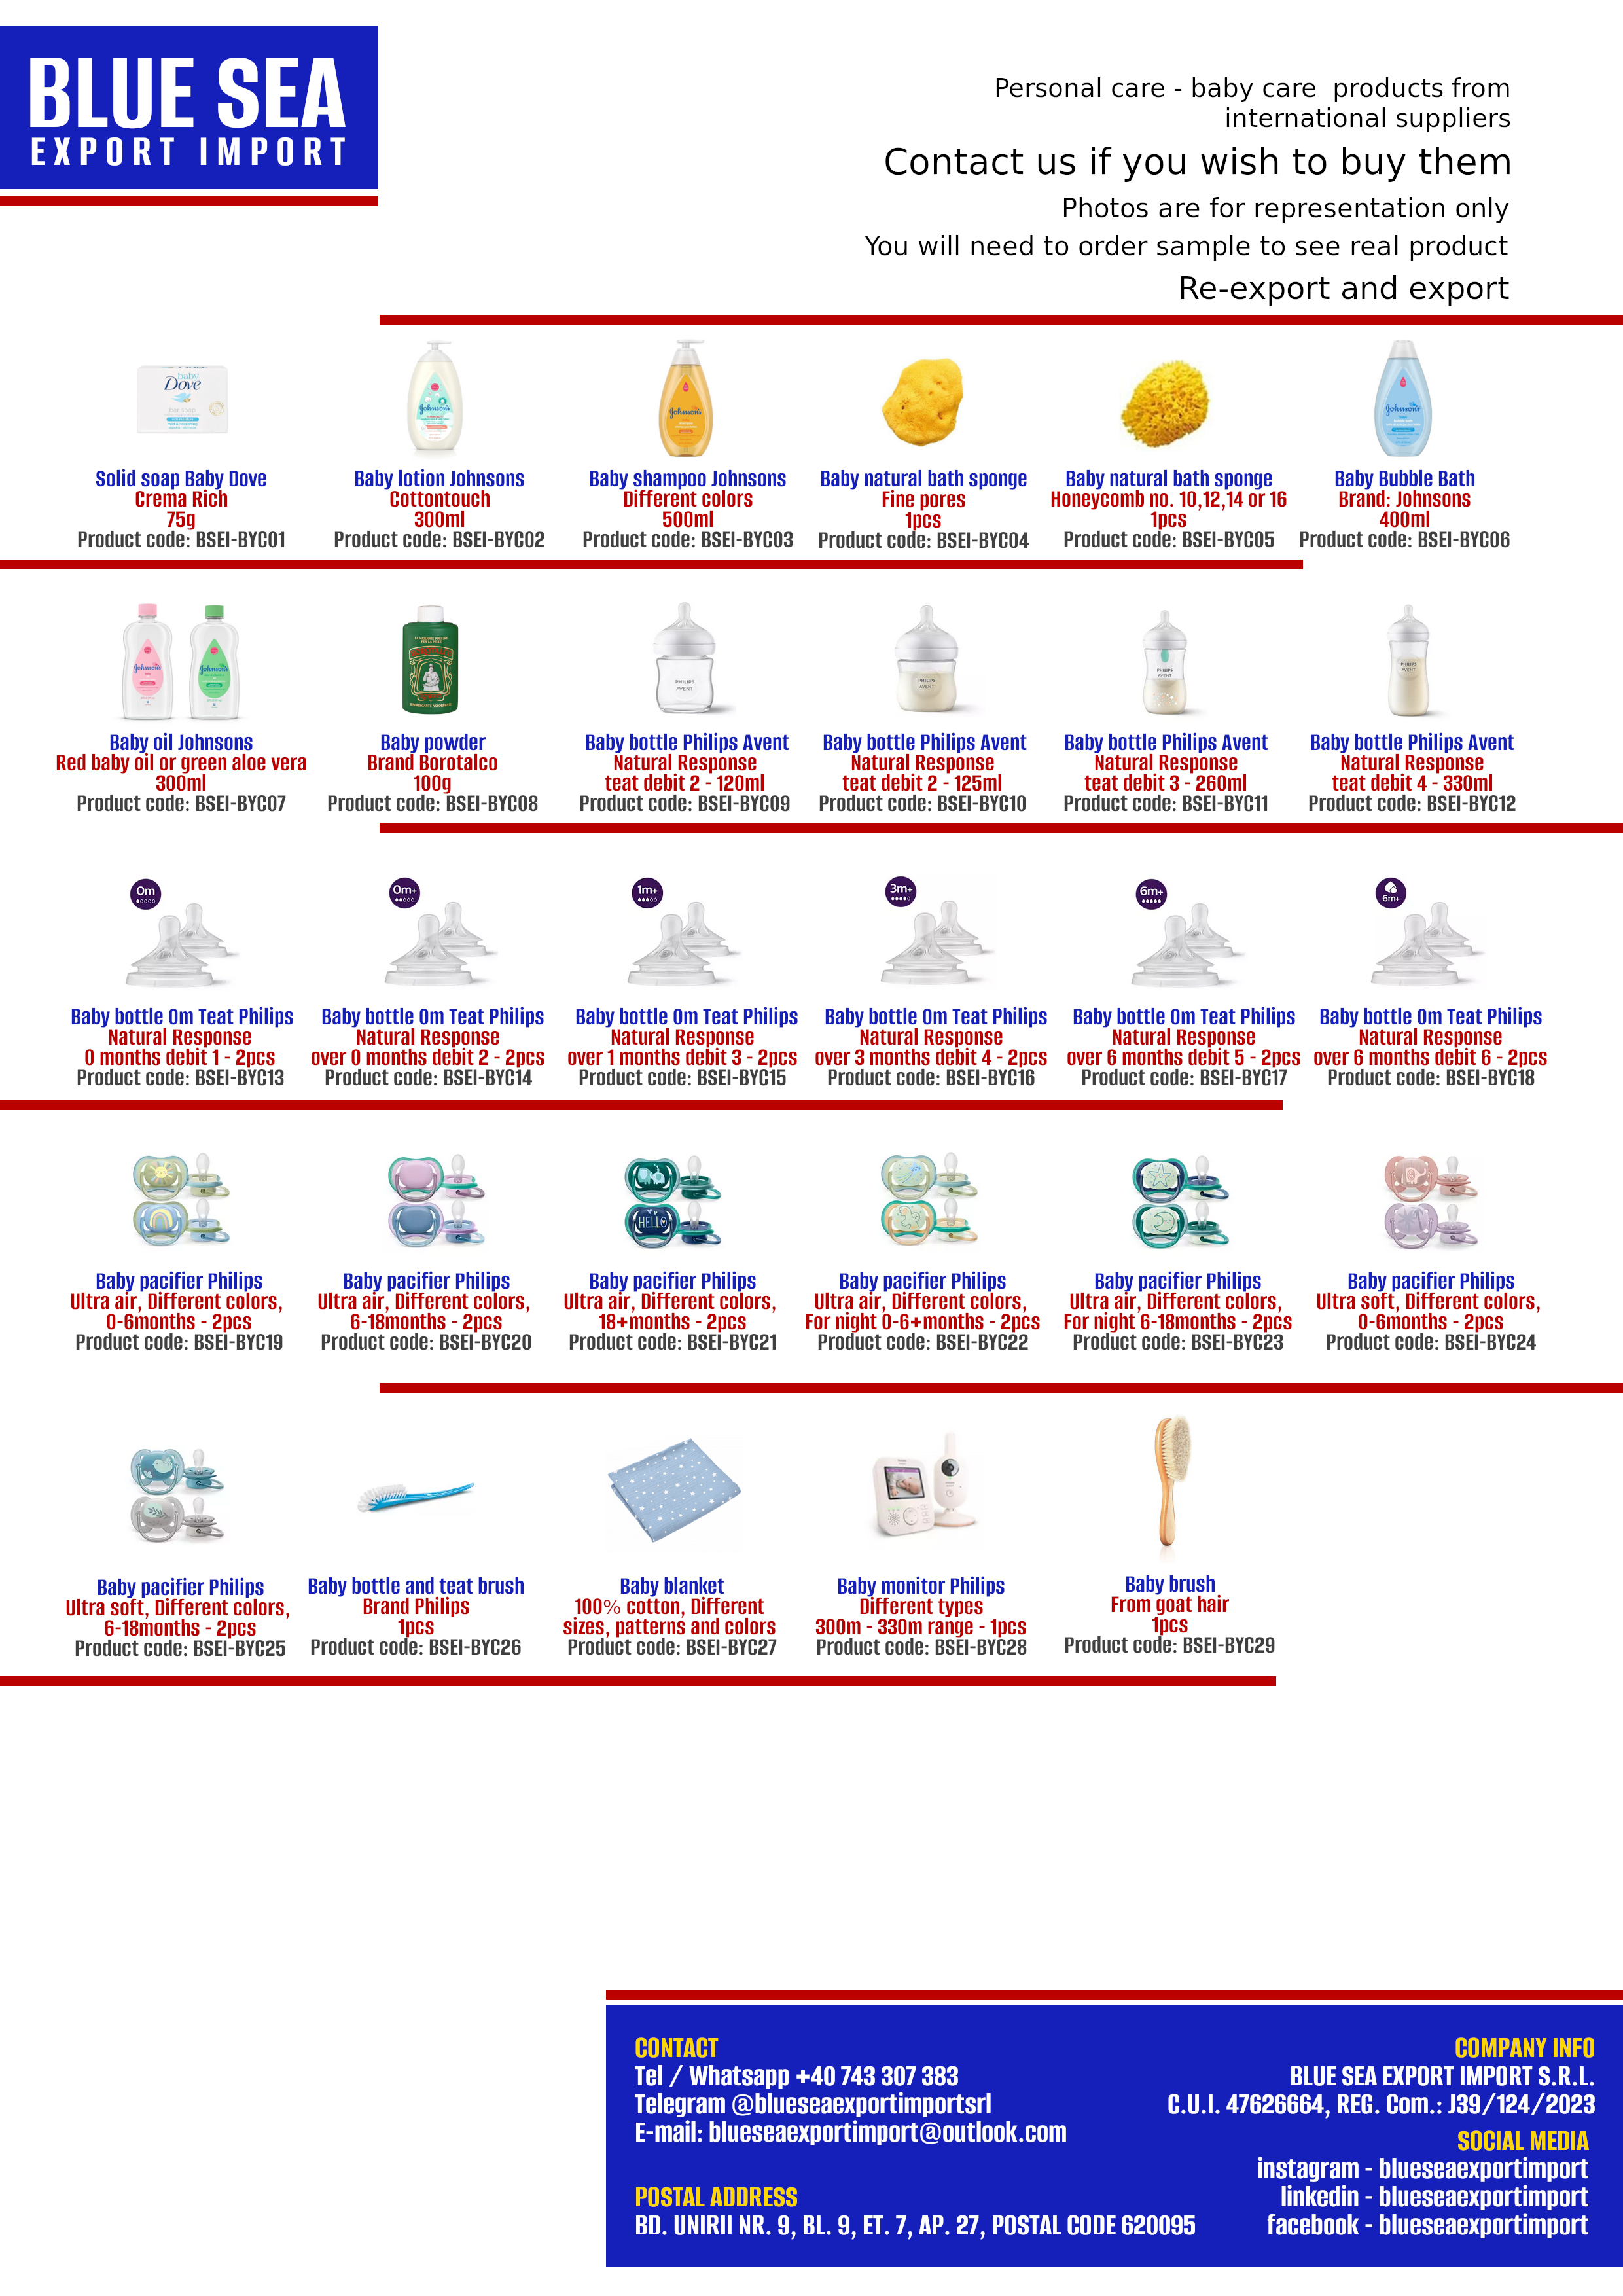 BLUE SEA
EXPORT IMPORT
Personal care - baby care  products from
international suppliers
Contact us if you wish to buy them
Photos are for representation only
You will need to order sample to see real product
Re-export and export
baby
Dove
Johnson's
Johnson's
Johnson's
Solid soap Baby Dove
Crema Rich
75g
Product code: BSEI-BYC01
Baby lotion Johnsons
Cottontouch
300ml
Product code: BSEI-BYC02
Baby shampoo Johnsons
Different colors
500ml
Product code: BSEI-BYC03
Baby natural bath sponge
Fine pores
1pcs
Product code: BSEI-BYC04
Baby natural bath sponge
Honeycomb no. 10,12,14 or 16
1pcs
Product code: BSEI-BYC05
Baby Bubble Bath
Brand: Johnsons
400ml
Product code: BSEI-BYC06
Johnson's
Johnson's
PHILIPS
AVENT
PHILIPS
AVENT
PHILIPS
AVENT
PHILIPS
AVENT
Baby oil Johnsons
Red baby oil or green aloe vera
300ml
Product code: BSEI-BYC07
Baby powder
Brand Borotalco
100g
Product code: BSEI-BYC08
Baby bottle Philips Avent
Natural Response
teat debit 2 - 120ml
Product code: BSEI-BYC09
Baby bottle Philips Avent
Natural Response
teat debit 2 - 125ml
Product code: BSEI-BYC10
Baby bottle Philips Avent
Natural Response
teat debit 3 - 260ml
Product code: BSEI-BYC11
Baby bottle Philips Avent
Natural Response
teat debit 4 - 330ml
Product code: BSEI-BYC12
0m
0m+
1m+
3m+
6m+
6m+
Baby bottle 0m Teat Philips
Natural Response
0 months debit 1 - 2pcs
Product code: BSEI-BYC13
Baby bottle 0m Teat Philips
Natural Response
over 0 months debit 2 - 2pcs
Product code: BSEI-BYC14
Baby bottle 0m Teat Philips
Natural Response
over 1 months debit 3 - 2pcs
Product code: BSEI-BYC15
Baby bottle 0m Teat Philips
Natural Response
over 3 months debit 4 - 2pcs
Product code: BSEI-BYC16
Baby bottle 0m Teat Philips
Natural Response
over 6 months debit 5 - 2pcs
Product code: BSEI-BYC17
Baby bottle 0m Teat Philips
Natural Response
over 6 months debit 6 - 2pcs
Product code: BSEI-BYC18
HELLO
Baby pacifier Philips
Ultra air, Different colors,
0-6months - 2pcs
Product code: BSEI-BYC19
Baby pacifier Philips
Ultra air, Different colors,
6-18months - 2pcs
Product code: BSEI-BYC20
Baby pacifier Philips
Ultra air, Different colors,
18+months - 2pcs
Product code: BSEI-BYC21
Baby pacifier Philips
Ultra air, Different colors,
For night 0-6+months - 2pcs
Product code: BSEI-BYC22
Baby pacifier Philips
Ultra air, Different colors,
For night 6-18months - 2pcs
Product code: BSEI-BYC23
Baby pacifier Philips
Ultra soft, Different colors,
0-6months - 2pcs
Product code: BSEI-BYC24
Baby pacifier Philips
Ultra soft, Different colors,
6-18months - 2pcs
Product code: BSEI-BYC25
Baby bottle and teat brush
Brand Philips
1pcs
Product code: BSEI-BYC26
Baby blanket
100% cotton, Different
sizes, patterns and colors
Product code: BSEI-BYC27
Baby monitor Philips
Different types
300m - 330m range - 1pcs
Product code: BSEI-BYC28
Baby brush
From goat hair
1pcs
Product code: BSEI-BYC29
CONTACT
Tel / Whatsapp +40 743 307 383
Telegram @blueseaexportimportsrl
E-mail: blueseaexportimport@outlook.com
POSTAL ADDRESS
BD. UNIRII NR. 9, BL. 9, ET. 7, AP. 27, POSTAL CODE 620095
COMPANY INFO
BLUE SEA EXPORT IMPORT S.R.L.
C.U.I. 47626664, REG. Com.: J39/124/2023
SOCIAL MEDIA
instagram - blueseaexportimport
linkedin - blueseaexportimport
facebook - blueseaexportimport